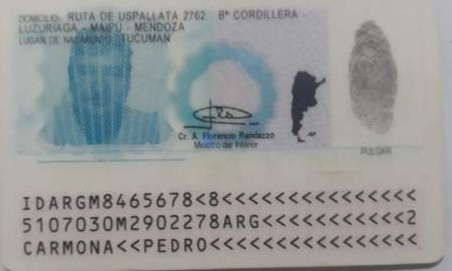 DOMICILIO: RUTA DE USPALLATA 2762 Bº CORDILLERA -
LUZURIAGA - MAIPU - MENDOZA
LUGAR DE NACIMIENTO: TUCUMAN
Cr. A. Florencio Randazzo
Ministro del Interior
PULGAR
IDARGM8465678<8<<<<<<<<<<<<<<<
5107030M2902278ARG<<<<<<<<<<<2
CARMONA<<PEDRO<<<<<<<<<<<<<<<<